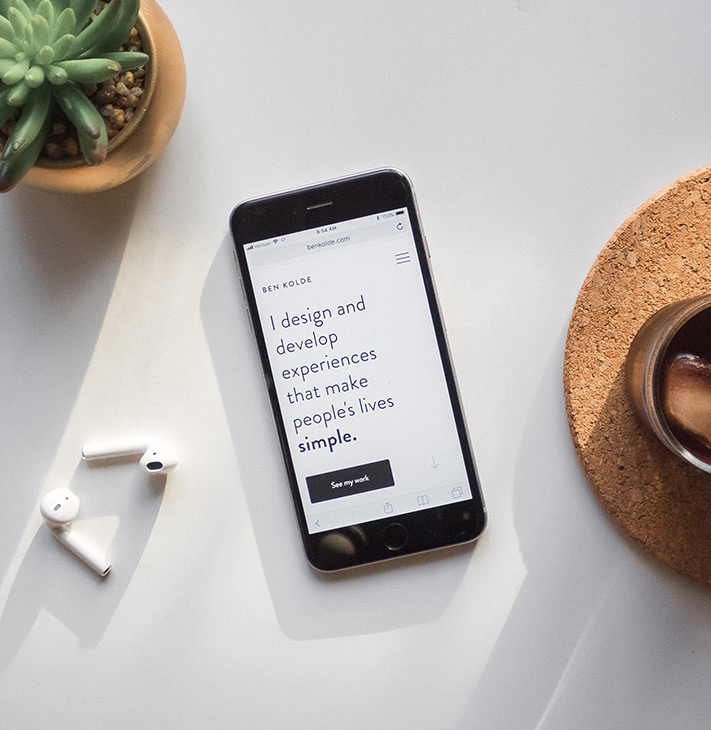 verizon 9:54 AM 100%
benkolde.com
BEN KOLDE
I design and
develop
experiences
that make
people's lives
simple.
See my work